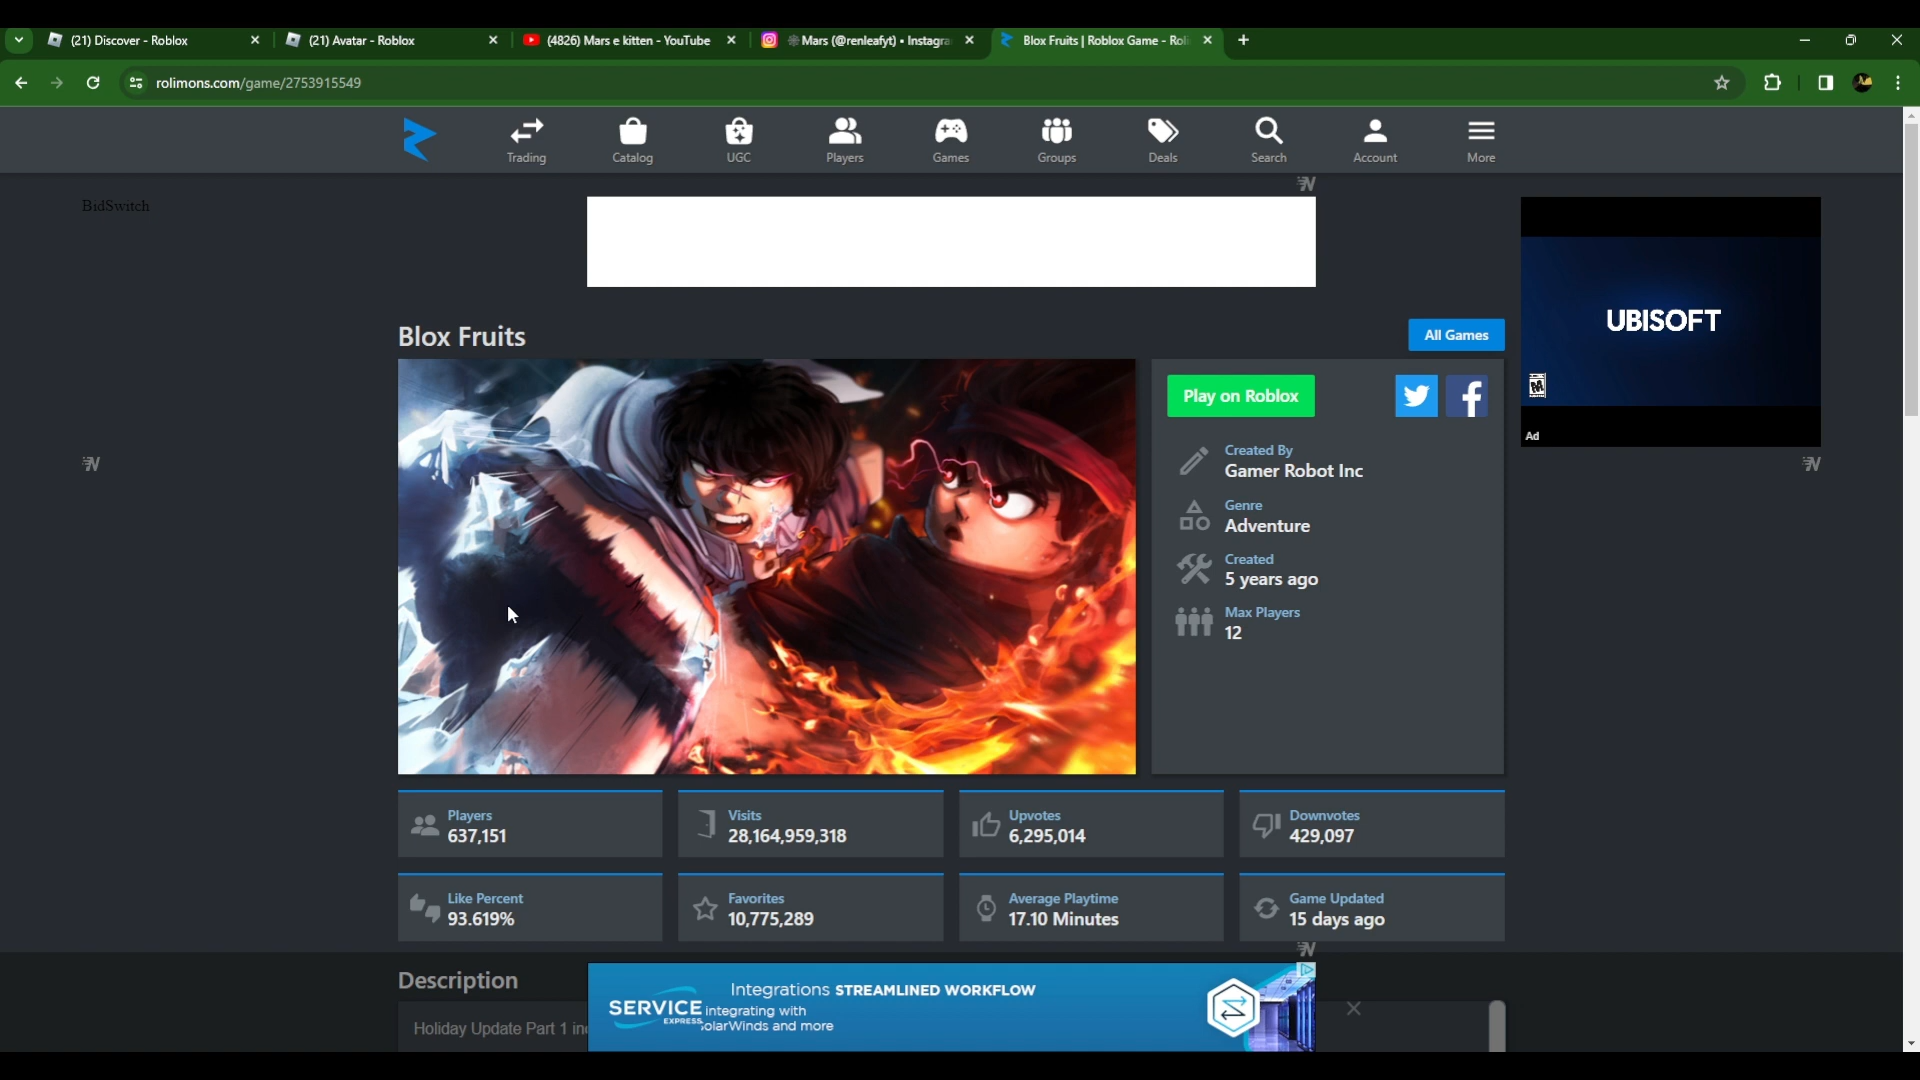 (21) Discover - Roblox
(21) Avatar - Roblox
(4826) Mars e kitten - YouTube
Mars (@renleafyt) • Instagra
Blox Fruits | Roblox Game - Roli
rolimons.com/game/2753915549
Trading
Catalog
UGC
Players
Games
Groups
Deals
Search
Account
More
BidSwitch
UBISOFT
Ad
Blox Fruits
All Games
Play on Roblox
Created By
Gamer Robot Inc
Genre
Adventure
Created
5 years ago
Max Players
12
Players
637,151
Visits
28,164,959,318
Upvotes
6,295,014
Downvotes
429,097
Like Percent
93.619%
Favorites
10,775,289
Average Playtime
17.10 Minutes
Game Updated
15 days ago
Description
Holiday Update Part 1 in
SERVICE
EXPRESS
Integrations STREAMLINED WORKFLOW
integrating with
olarWinds and more